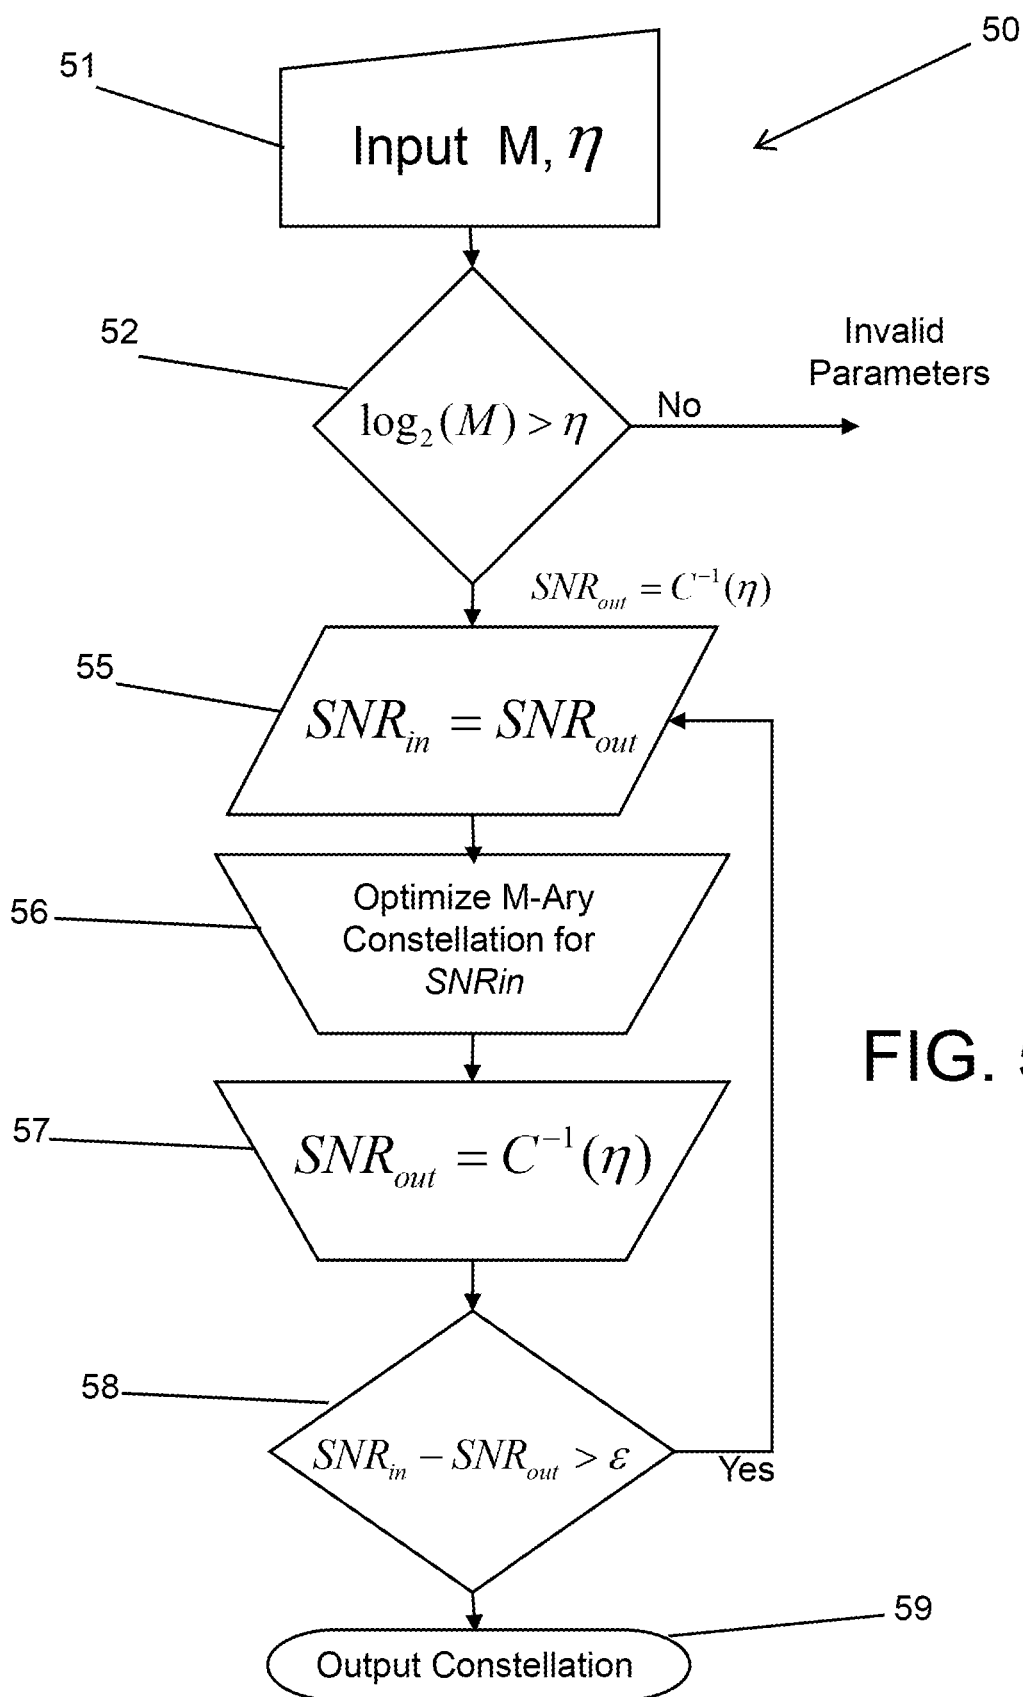 50
51
Input M, η
52
Invalid
Parameters
log₂(M) > η
No
SNR_out = C⁻¹(η)
55
SNR_in = SNR_out
56
Optimize M-Ary
Constellation for
SNRin
FIG.
57
SNR_out = C⁻¹(η)
58
SNR_in − SNR_out > ε
Yes
59
Output Constellation